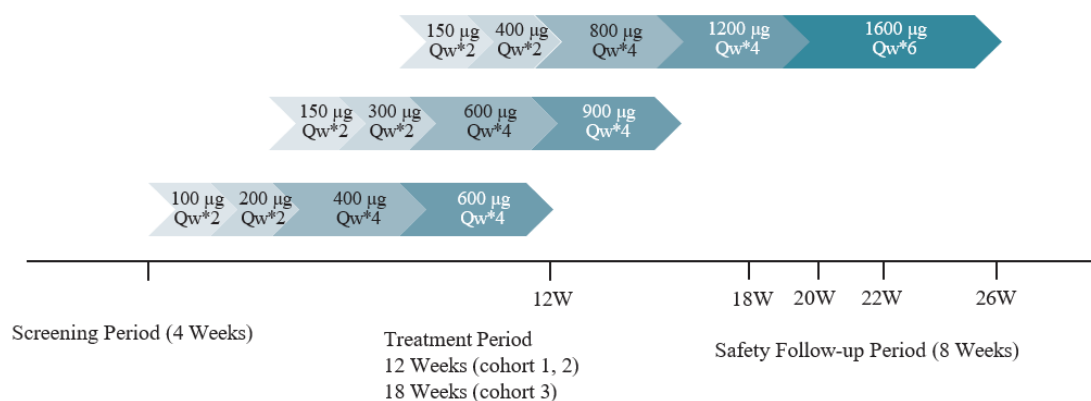 150 µg
Qw*2
400 µg
Qw*2
800 µg
Qw*4
1200 µg
Qw*4
1600 µg
Qw*6
150 µg
Qw*2
300 µg
Qw*2
600 µg
Qw*4
900 µg
Qw*4
100 µg
Qw*2
200 µg
Qw*2
400 µg
Qw*4
600 µg
Qw*4
12W
18W
20W
22W
26W
Screening Period (4 Weeks)
Treatment Period
12 Weeks (cohort 1, 2)
18 Weeks (cohort 3)
Safety Follow-up Period (8 Weeks)